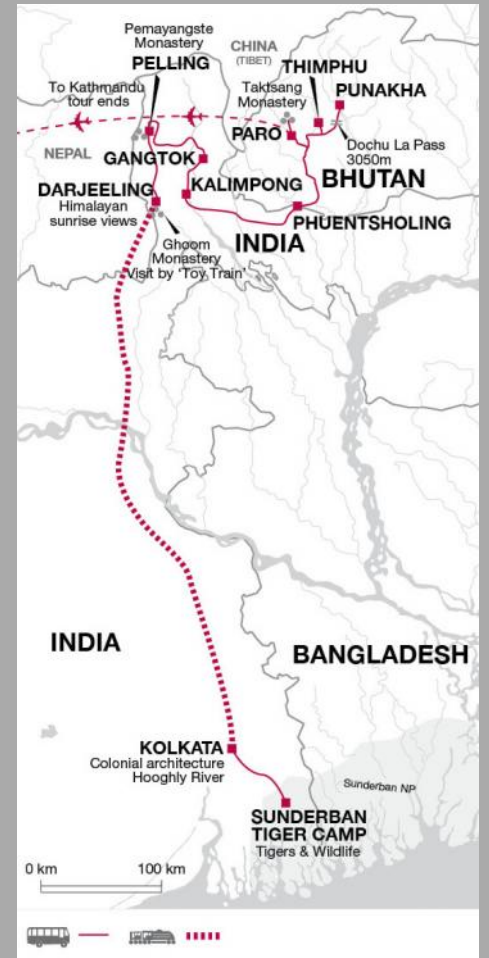 Pemayangste
Monastery
PELLING
CHINA
(TIBET)
THIMPHU
To Kathmandu
tour ends
Taktsang
Monastery
PUNAKHA
PARO
Dochu La Pass
3050m
NEPAL
GANGTOK
BHUTAN
DARJEELING
Himalayan
sunrise views
KALIMPONG
PHUENTSHOLING
INDIA
Ghoom
Monastery
Visit by 'Toy Train'
INDIA
BANGLADESH
KOLKATA
Colonial architecture
Hooghly River
Sunderban NP
SUNDERBAN
TIGER CAMP
Tigers & Wildlife
0 km
100 km